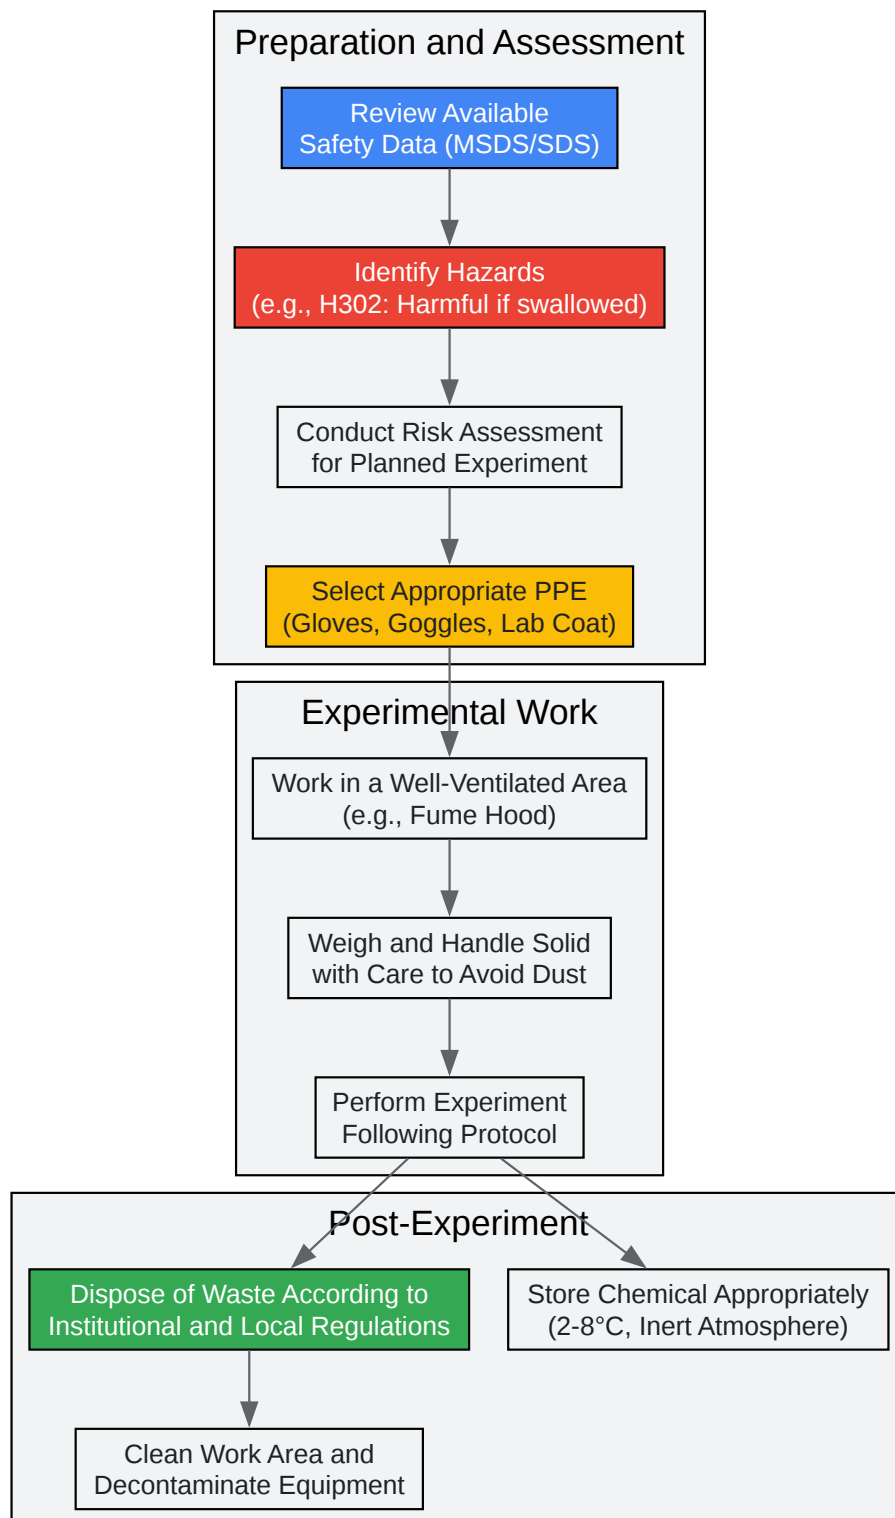 Preparation and Assessment
Review Available
Safety Data (MSDS/SDS)
Identify Hazards
(e.g., H302: Harmful if swallowed)
Conduct Risk Assessment
for Planned Experiment
Select Appropriate PPE
(Gloves, Goggles, Lab Coat)
Experimental Work
Work in a Well-Ventilated Area
(e.g., Fume Hood)
Weigh and Handle Solid
with Care to Avoid Dust
Perform Experiment
Following Protocol
Post-Experiment
Dispose of Waste According to
Institutional and Local Regulations
Store Chemical Appropriately
(2-8°C, Inert Atmosphere)
Clean Work Area and
Decontaminate Equipment